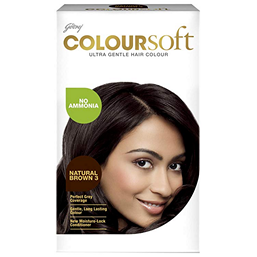 Godrej
COLOURsoft
ULTRA GENTLE HAIR COLOUR
NO
AMMONIA
NATURAL
BROWN 3
Perfect Grey
Coverage
Gentle, Long Lasting
Colour
New Moisture-Lock
Conditioner